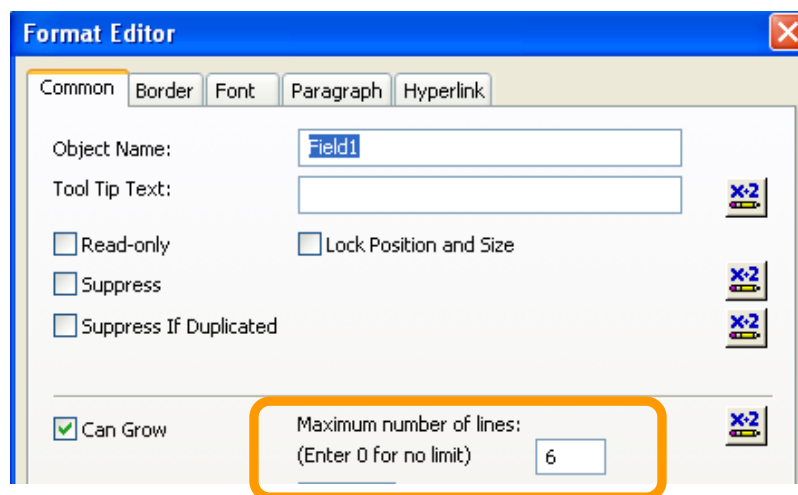 Format Editor
Common Border Font Paragraph Hyperlink
Object Name: Field1
Tool Tip Text: X+2
Read-only Lock Position and Size
Suppress X+2
Suppress If Duplicated X+2
Can Grow Maximum number of lines: X+2
(Enter 0 for no limit) 6